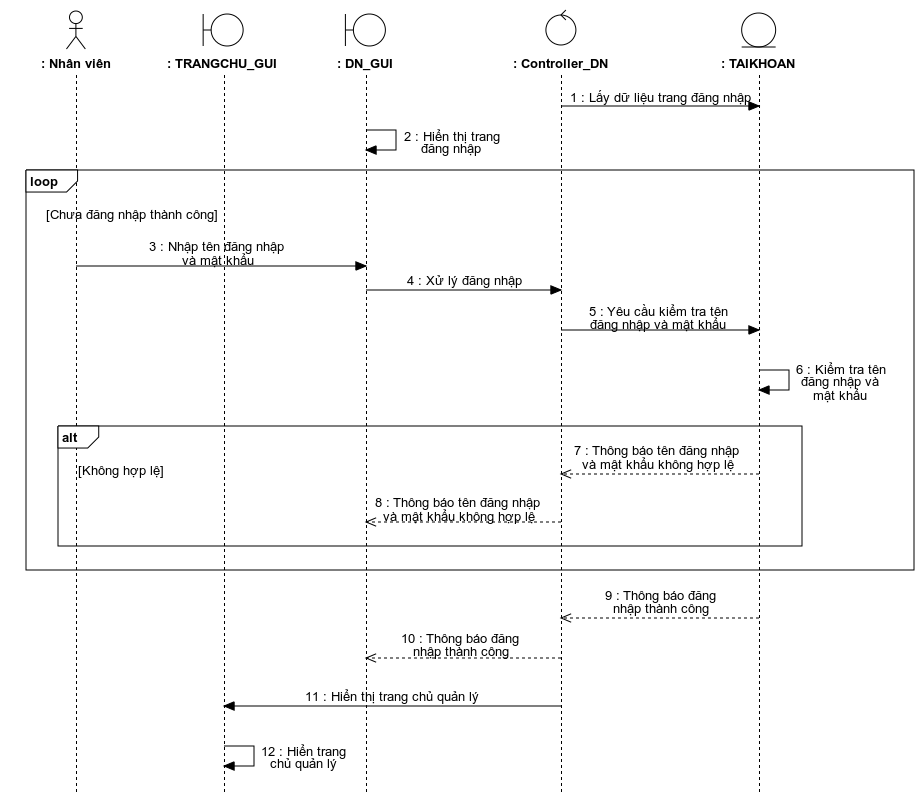 : Nhân viên
: TRANGCHU_GUI
: DN_GUI
: Controller_DN
: TAIKHOAN
1 : Lấy dữ liệu trang đăng nhập
2 : Hiển thị trang
đăng nhập
loop
[Chưa đăng nhập thành công]
3 : Nhập tên đăng nhập
và mật khẩu
4 : Xử lý đăng nhập
5 : Yêu cầu kiểm tra tên
đăng nhập và mật khẩu
6 : Kiểm tra tên
đăng nhập và
mật khẩu
alt
[Không hợp lệ]
7 : Thông báo tên đăng nhập
và mật khẩu không hợp lệ
8 : Thông báo tên đăng nhập
và mật khẩu không hợp lệ
9 : Thông báo đăng
nhập thành công
10 : Thông báo đăng
nhập thành công
11 : Hiển thị trang chủ quản lý
12 : Hiển trang
chủ quản lý